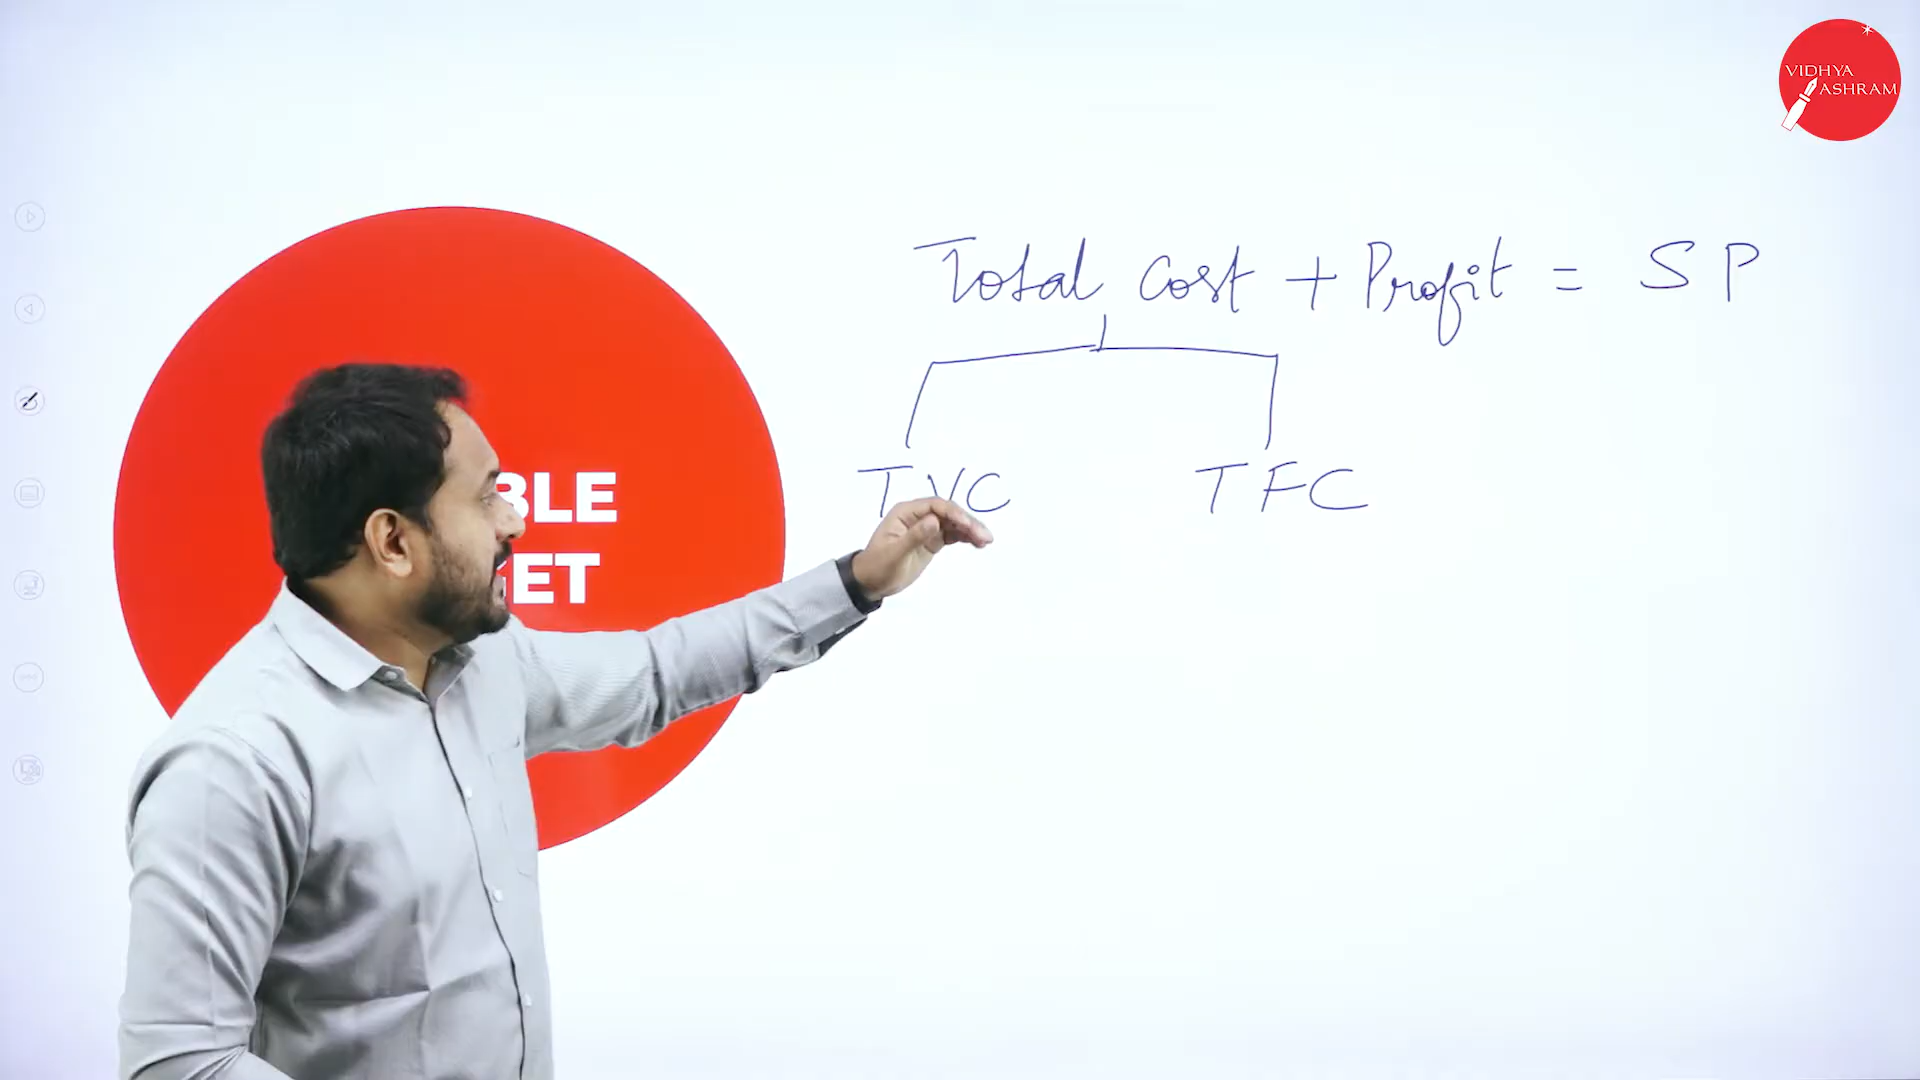 VIDHYA
ASHRAM
Total Cost + Profit = SP
TVC TFC
BLE
ET